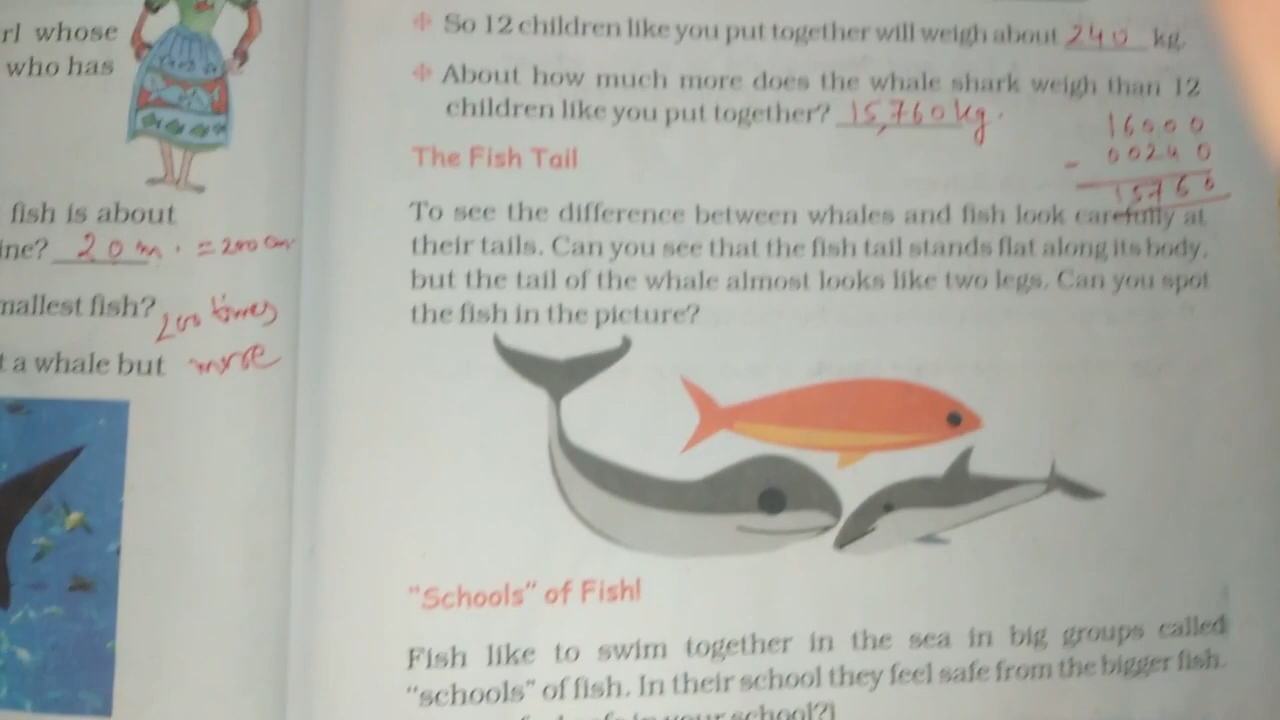 rl whose
who has
fish is about
ine? 20 m. = 200 cm
mallest fish? 200 times
t a whale but more
So 12 children like you put together will weigh about 240 kg.
About how much more does the whale shark weigh than 12
children like you put together? 15,760 kg.
16000
- 00240
15760
The Fish Tail
To see the difference between whales and fish look carefully at
their tails. Can you see that the fish tail stands flat along its body,
but the tail of the whale almost looks like two legs. Can you spot
the fish in the picture?
"Schools" of Fish!
Fish like to swim together in the sea in big groups called
"schools" of fish. In their school they feel safe from the bigger fish.
in your school?)